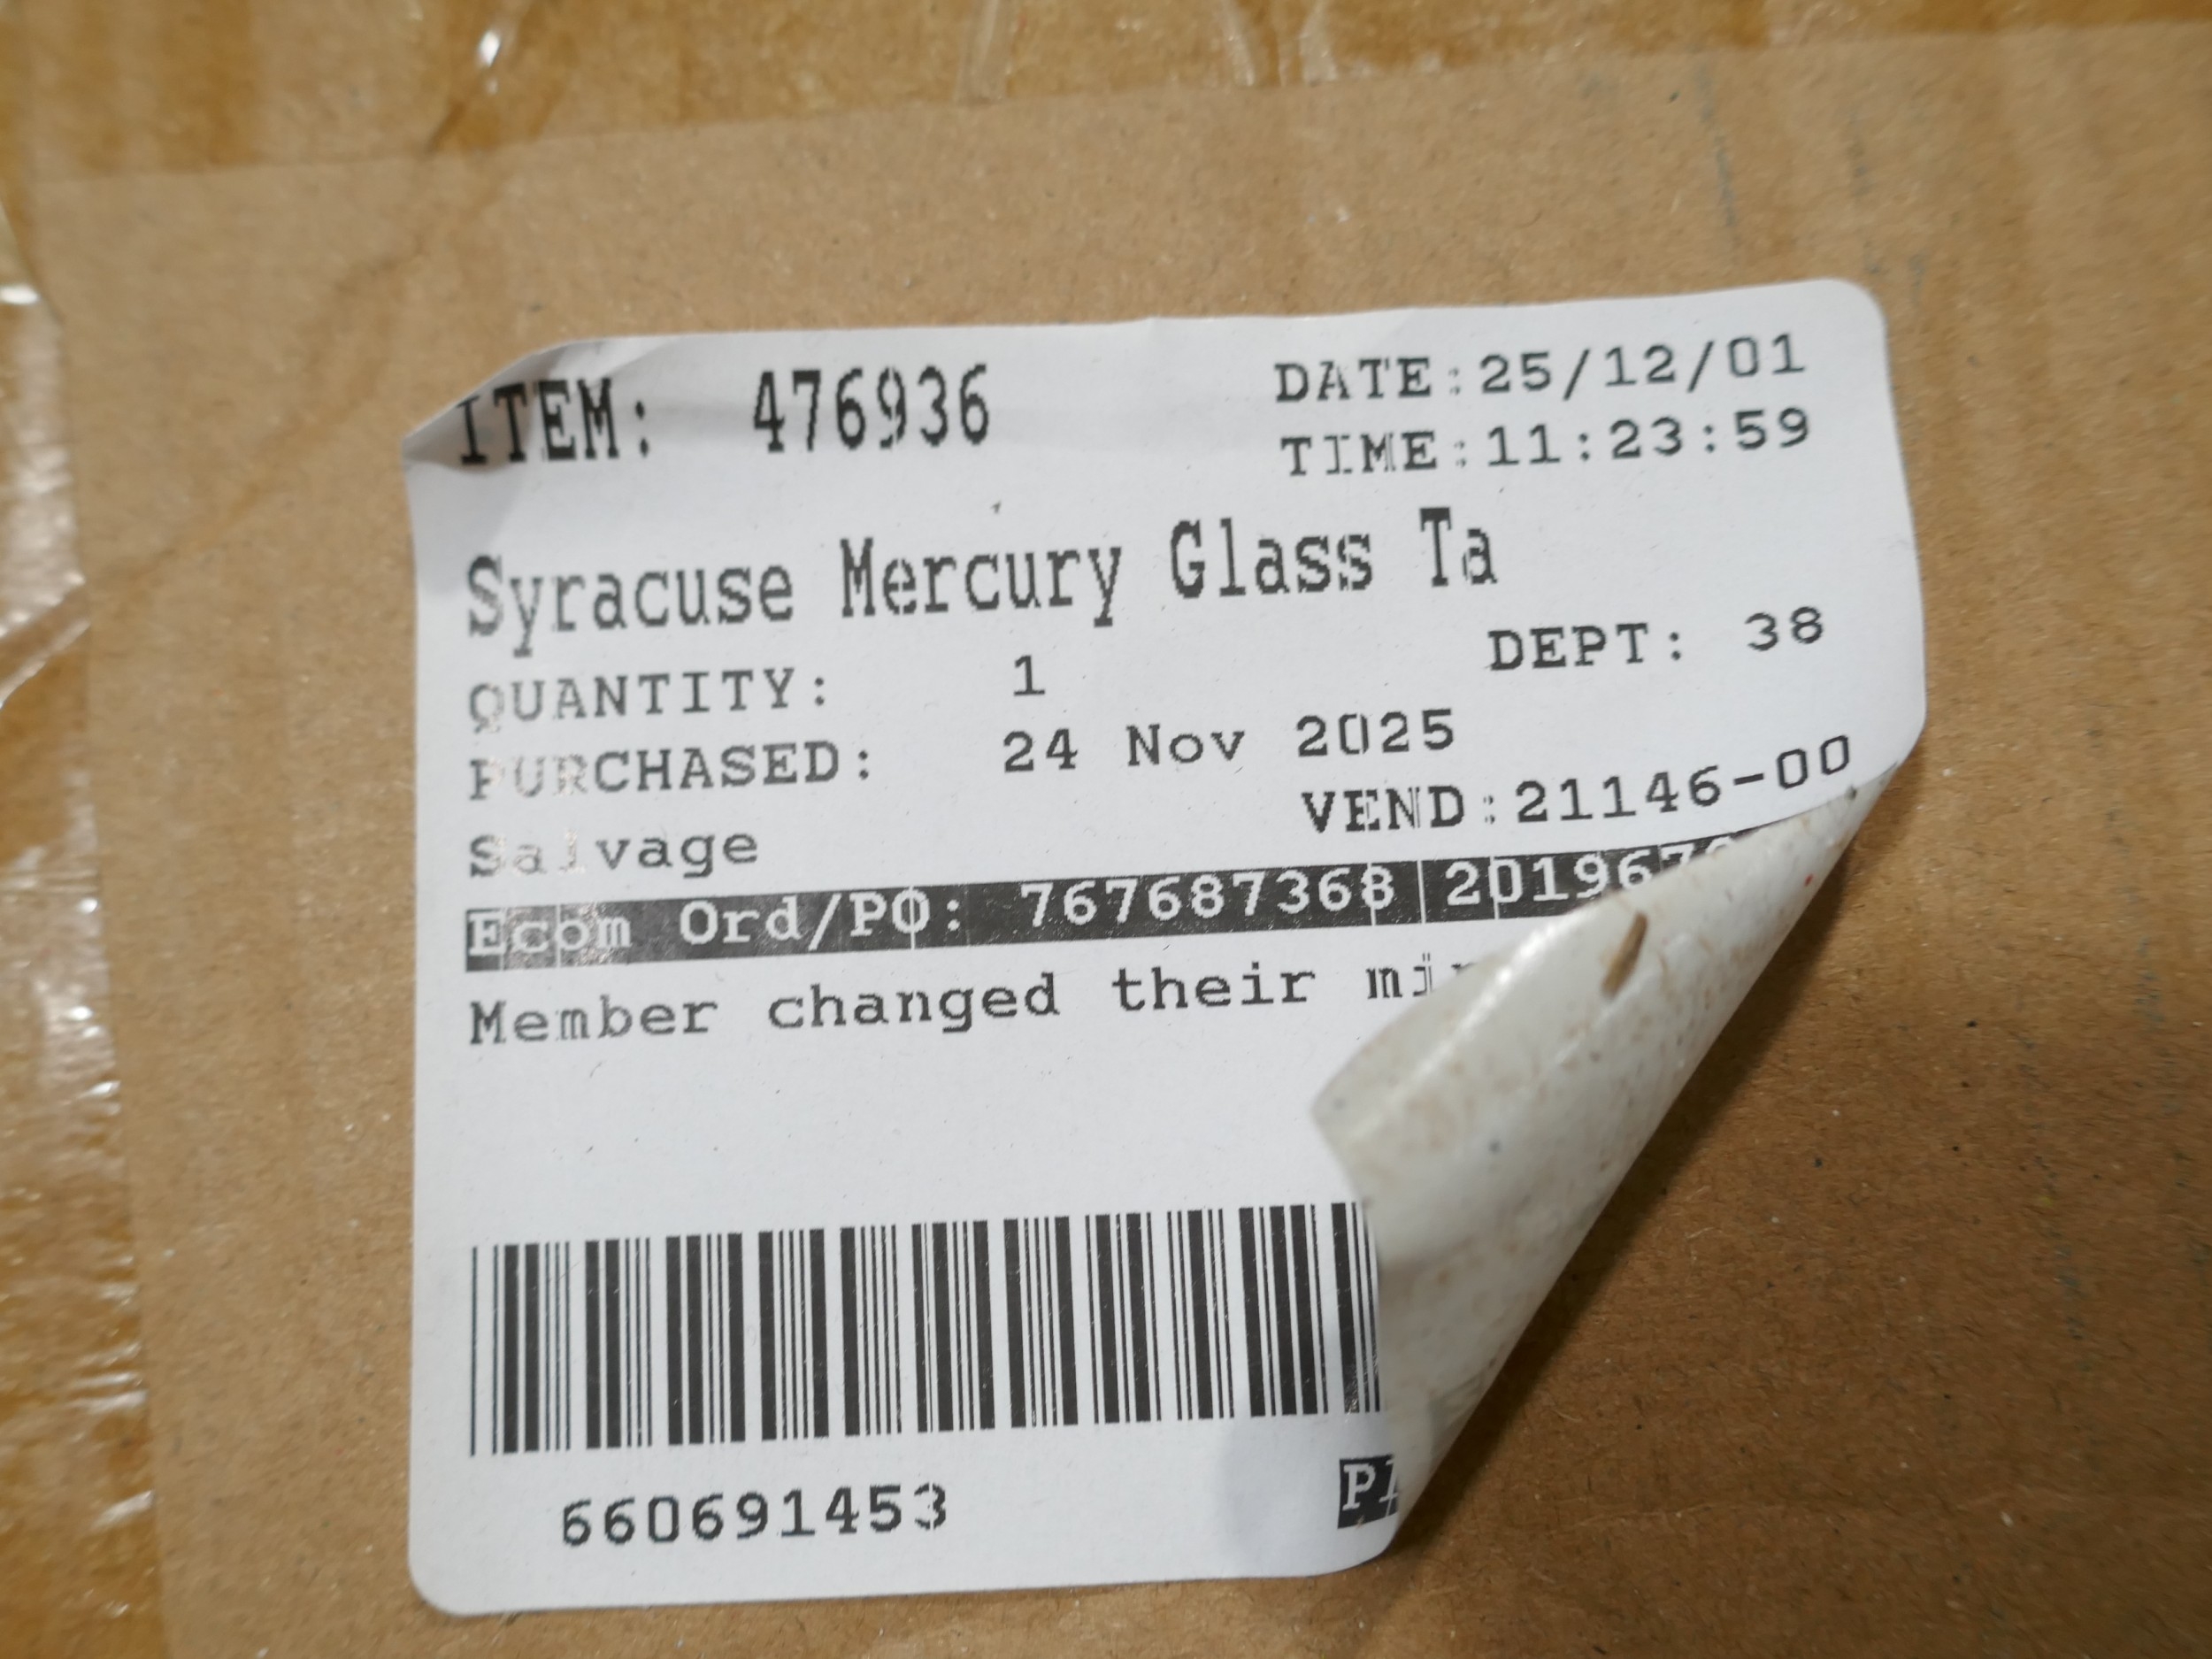 ITEM: 476936
DATE:25/12/01
TIME:11:23:59
Syracuse Mercury Glass Ta
DEPT: 38
QUANTITY: 1
PURCHASED: 24 Nov 2025
VEND:21146-00
Salvage
Ecom Ord/PO: 767687368
Member changed their
660691453